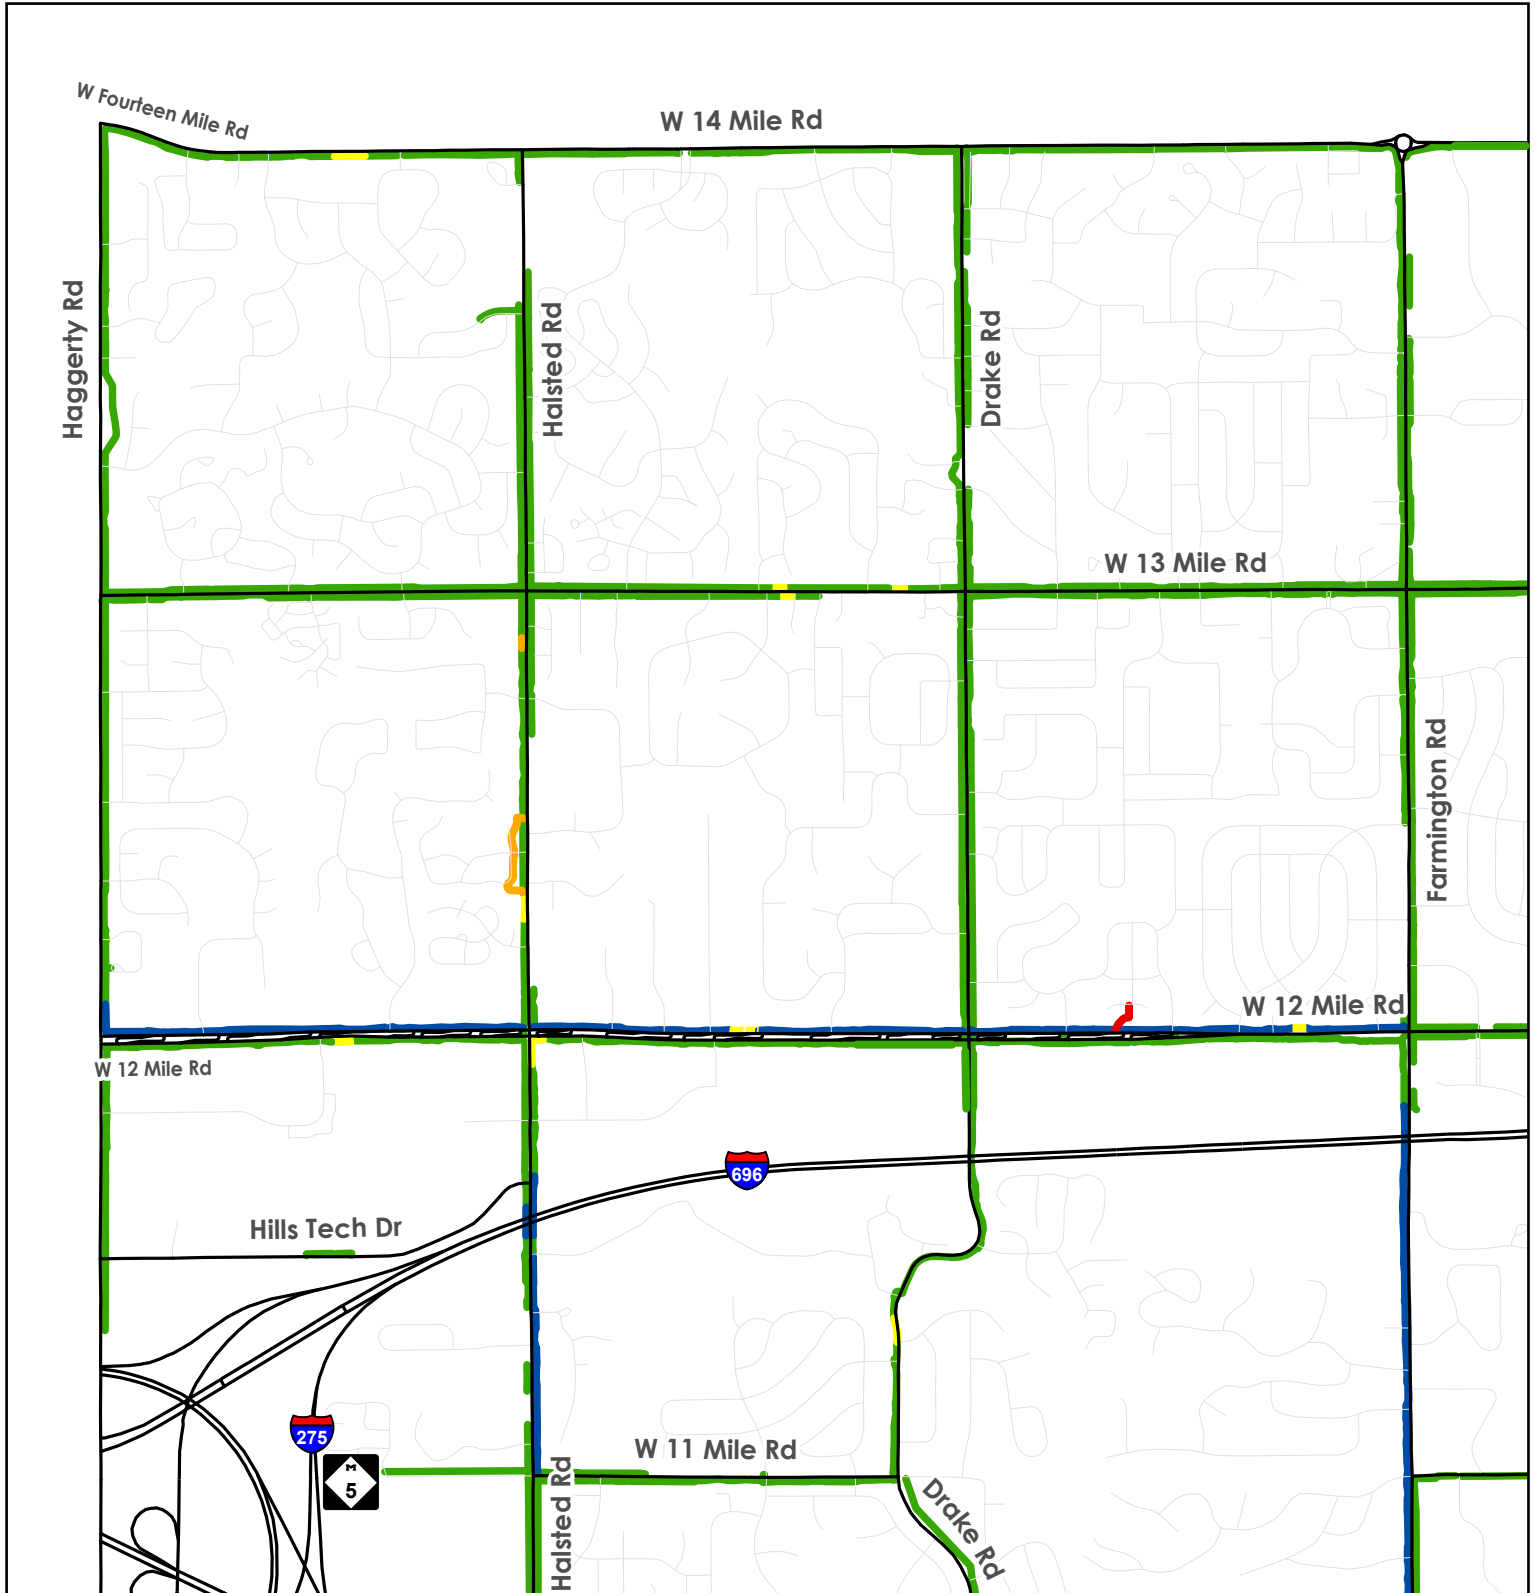 W Fourteen Mile Rd
W 14 Mile Rd
Haggerty Rd
Halsted Rd
Drake Rd
W 13 Mile Rd
Farmington Rd
W 12 Mile Rd
W 12 Mile Rd
696
Hills Tech Dr
275
M
5
W 11 Mile Rd
Halsted Rd
Drake Rd